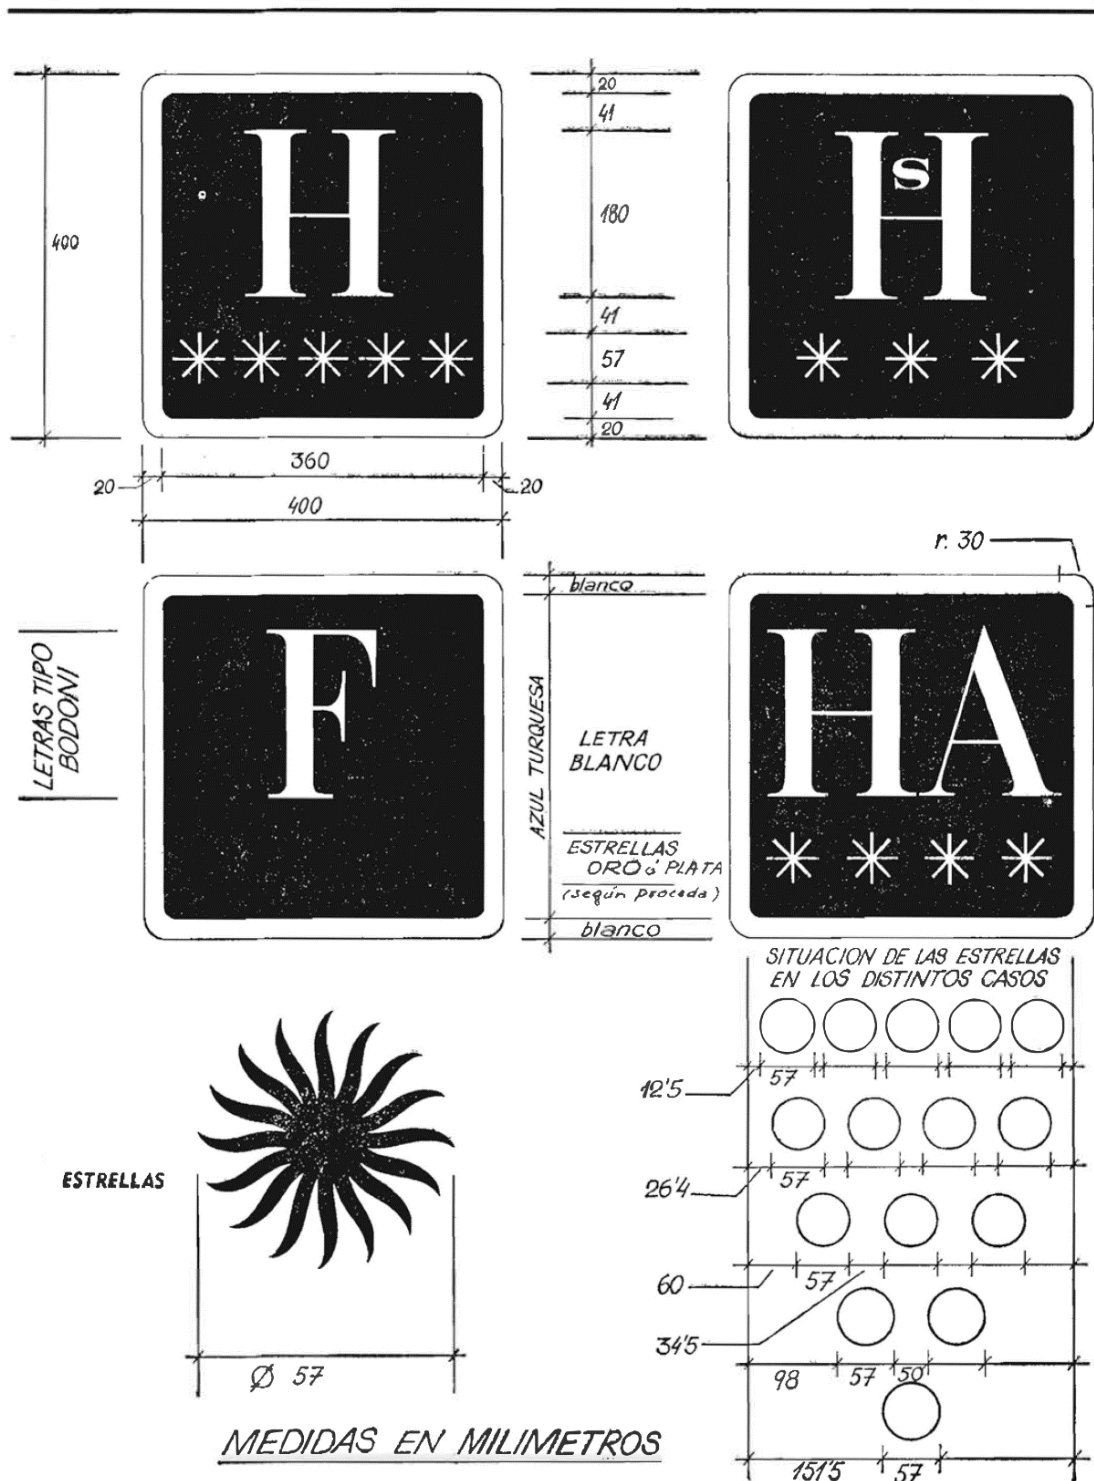 H
400
20
41
180
41
57
41
20
H
s
360
20
20
400
r. 30
LETRAS TIPO
BODONI
F
blanco
AZUL TURQUESA
LETRA
BLANCO
ESTRELLAS
ORO ó PLATA
(según proceda)
blanco
HA
SITUACION DE LAS ESTRELLAS
EN LOS DISTINTOS CASOS
12'5
57
26'4
57
60
57
34'5
98
57
50
151'5
57
ESTRELLAS
Ø 57
MEDIDAS EN MILIMETROS